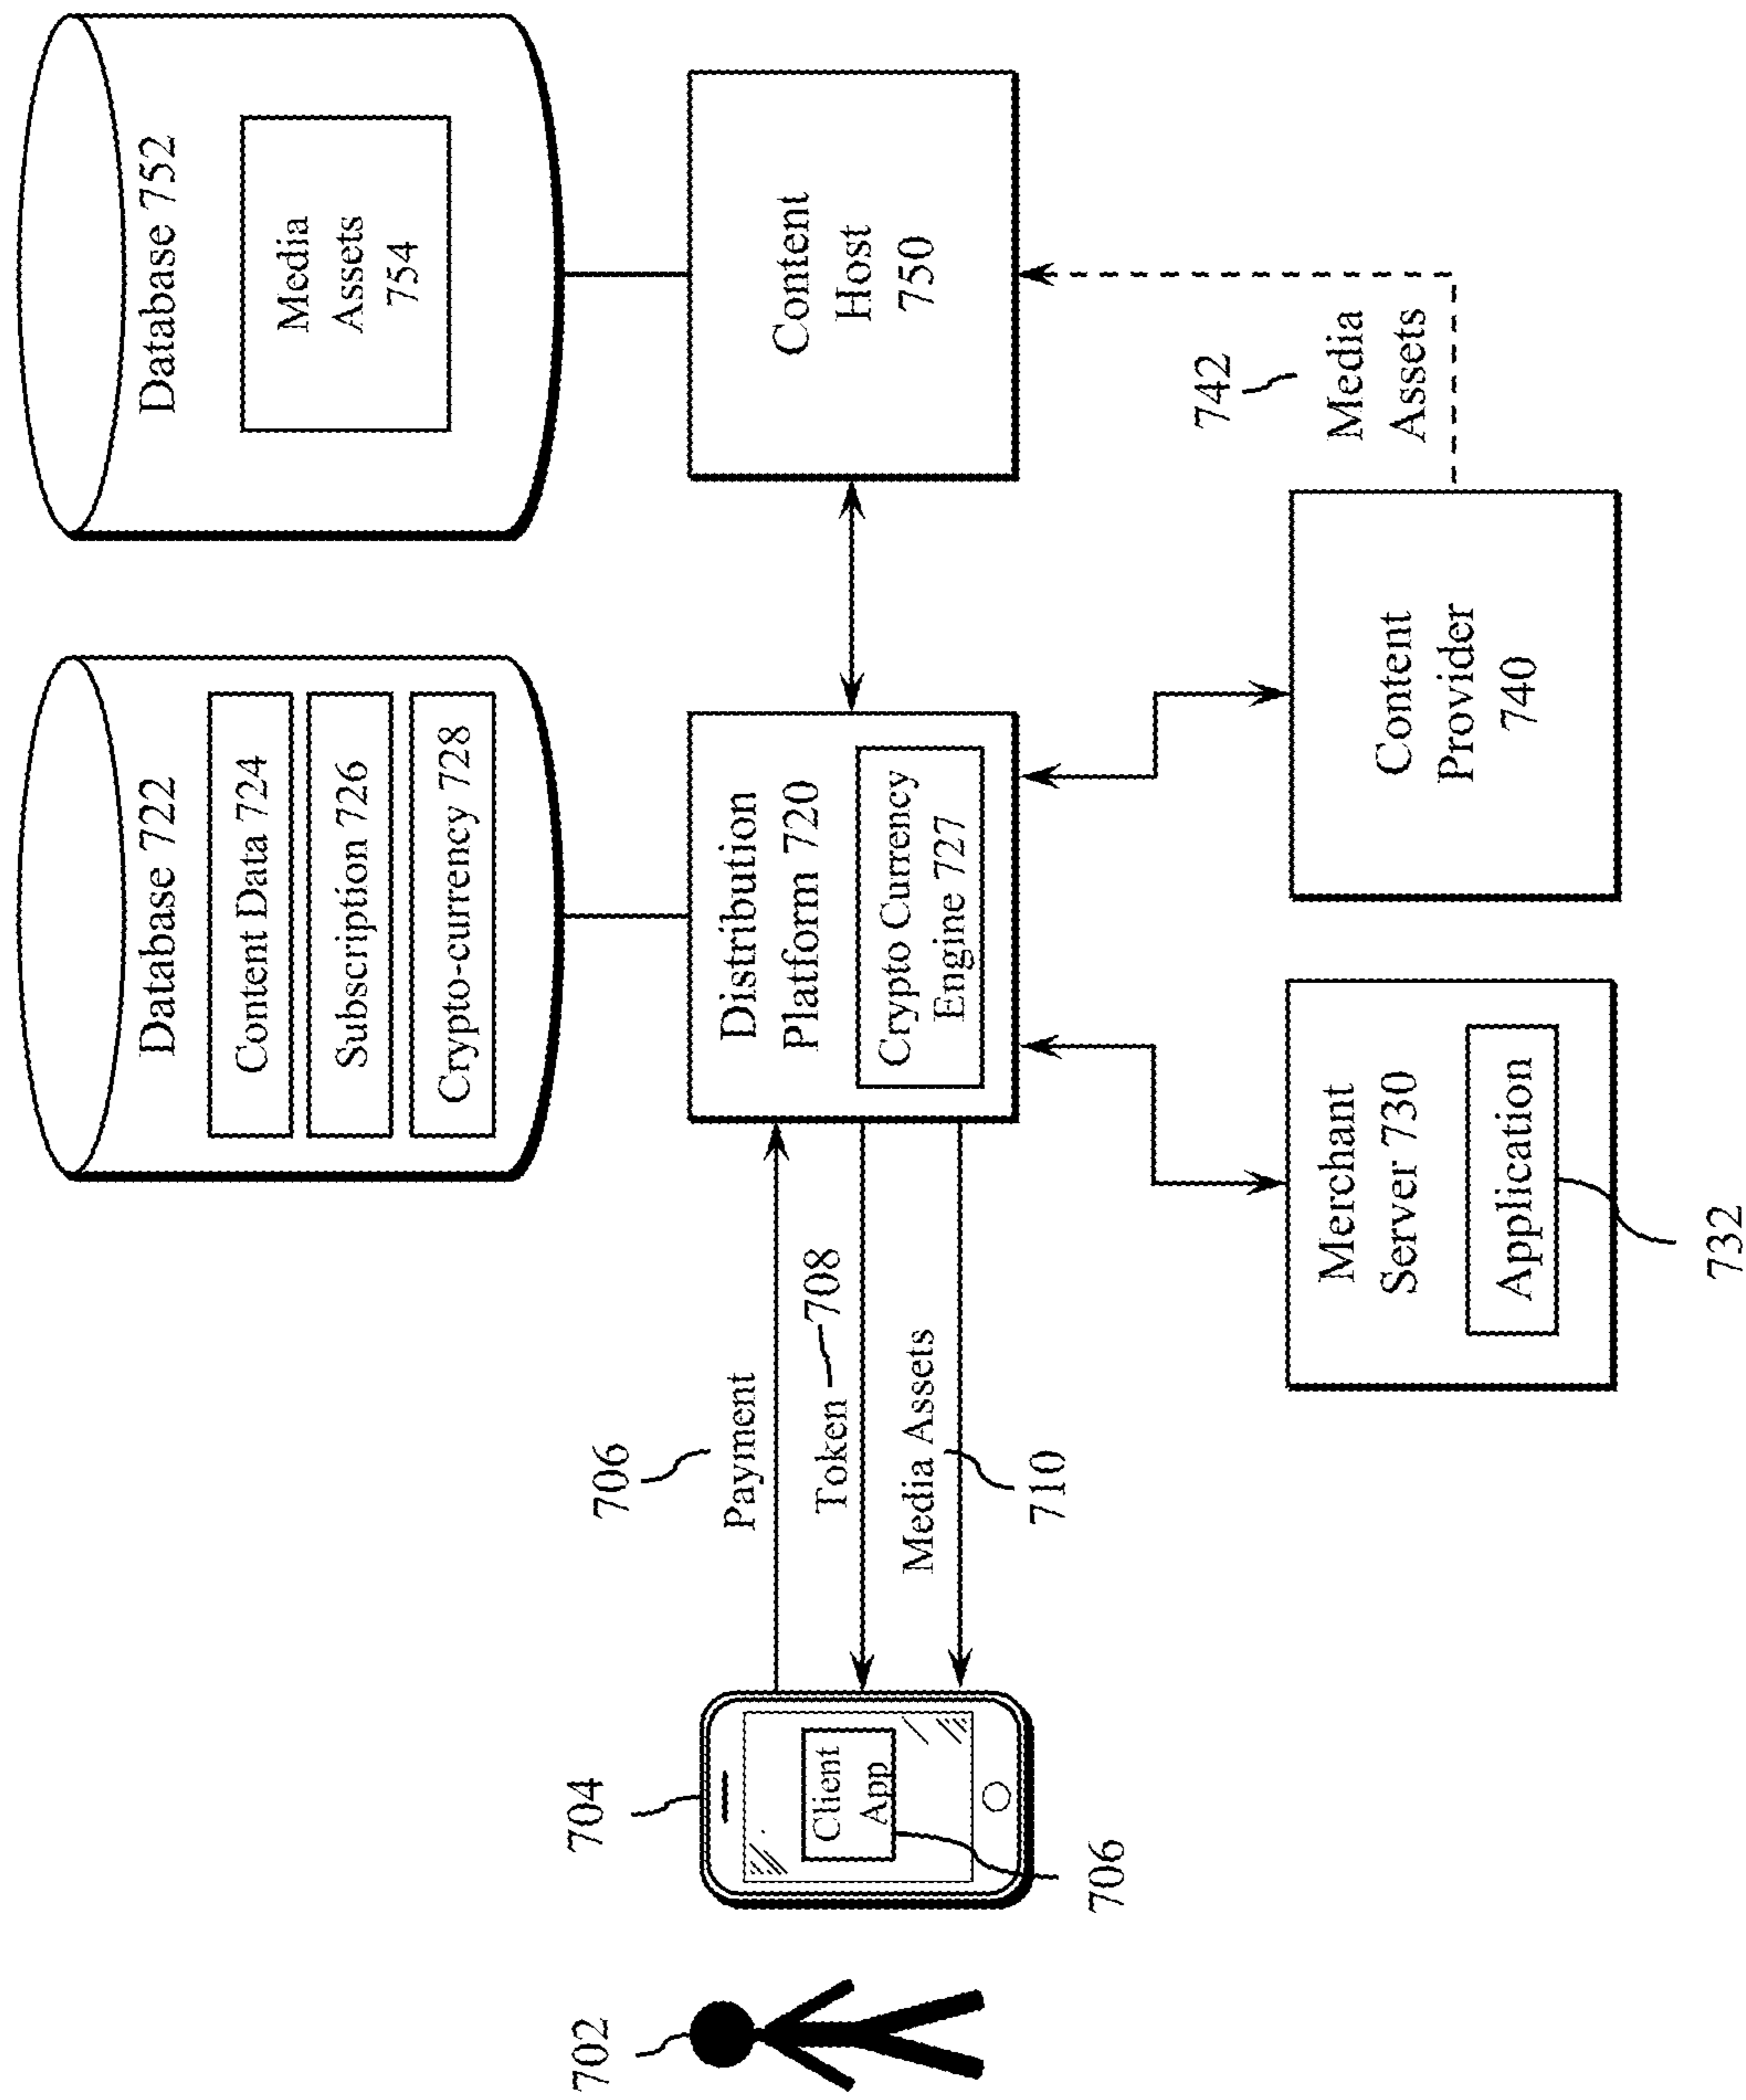 Database 722
Content Data 724
Subscription 726
Crypto-currency 728
Database 752
Media
Assets
754
702
704
Client
App
706
706
Payment
Token
708
Media Assets
710
Distribution
Platform 720
Crypto Currency
Engine 727
Content
Host
750
742
Media
Assets
Merchant
Server 730
Application
732
Content
Provider
740